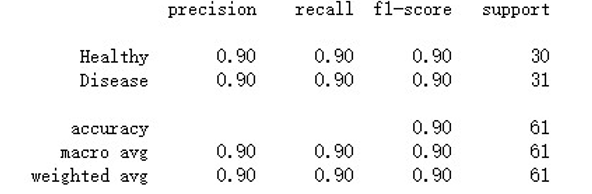 precision recall f1-score support
Healthy 0.90 0.90 0.90 30
Disease 0.90 0.90 0.90 31
accuracy 0.90 61
macro avg 0.90 0.90 0.90 61
weighted avg 0.90 0.90 0.90 61